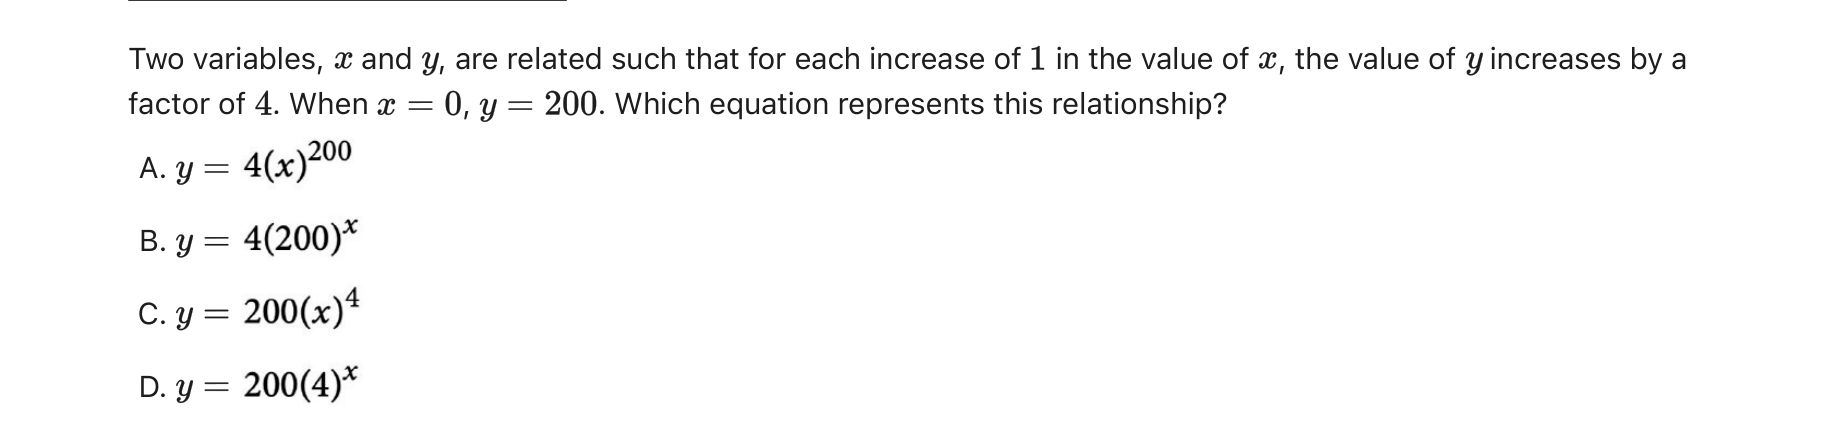 Two variables, x and y, are related such that for each increase of 1 in the value of x, the value of y increases by a
factor of 4. When x = 0, y = 200. Which equation represents this relationship?
A. y = 4(x)^200
B. y = 4(200)^x
C. y = 200(x)^4
D. y = 200(4)^x